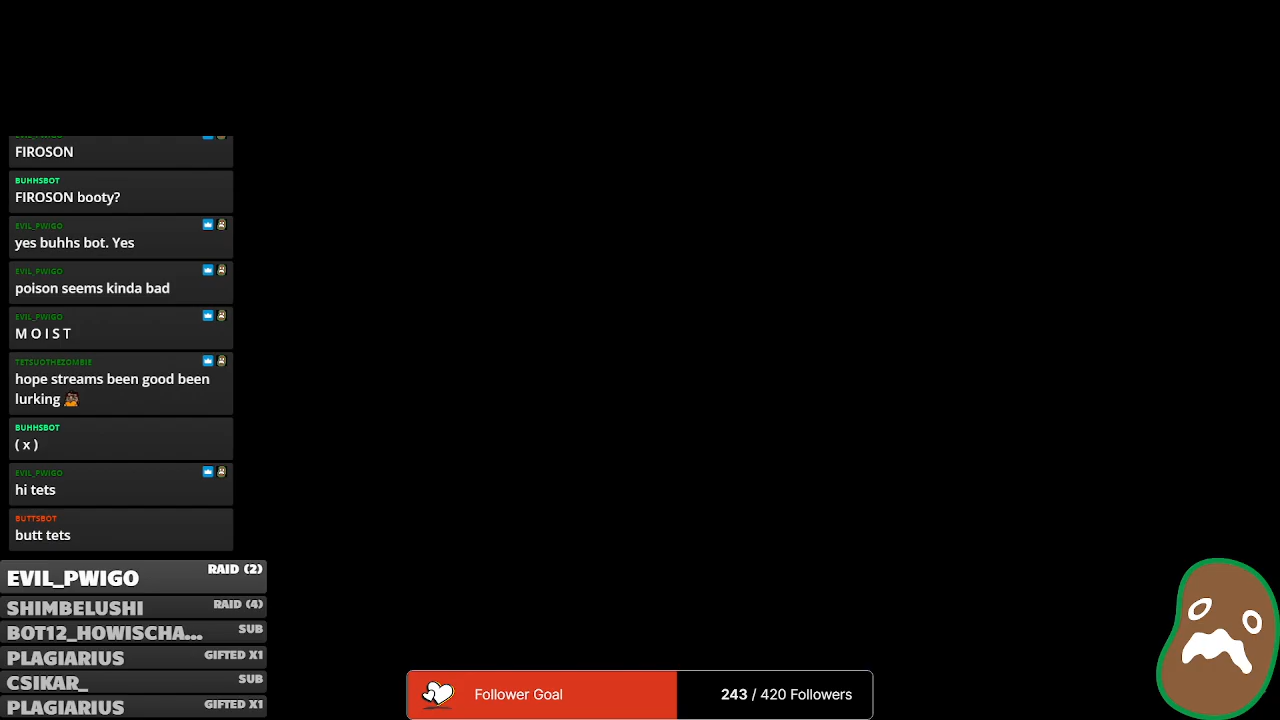 EVIL_PWIGO
FIROSON
BUHHSBOT
FIROSON booty?
EVIL_PWIGO
yes buhhs bot. Yes
EVIL_PWIGO
poison seems kinda bad
EVIL_PWIGO
M O I S T
TETSUOTHEZOMBIE
hope streams been good been
lurking
BUHHSBOT
( x )
EVIL_PWIGO
hi tets
BUTTSBOT
butt tets
EVIL_PWIGO RAID (2)
SHIMBELUSHI RAID (4)
BOT12_HOWISCHA... SUB
PLAGIARIUS GIFTED X1
CSIKAR_ SUB
PLAGIARIUS GIFTED X1
Follower Goal 243 / 420 Followers